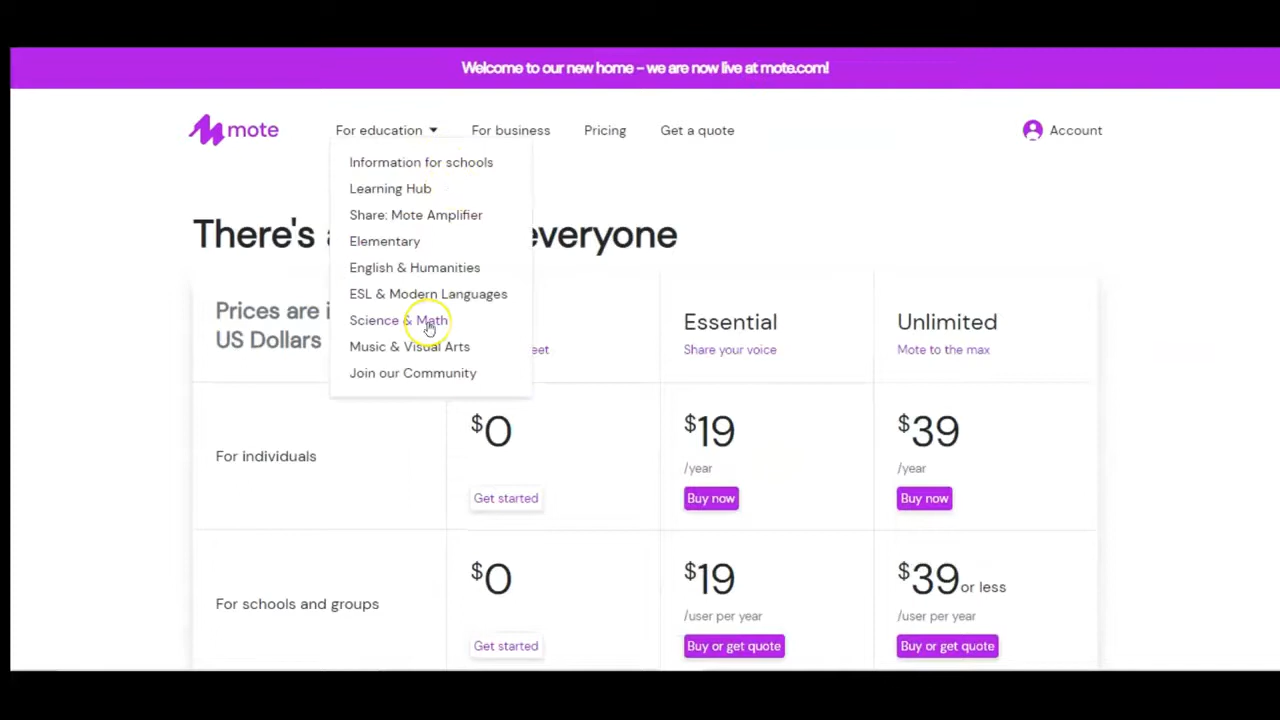 Welcome to our new home - we are now live at mote.com!
mote
For education
For business
Pricing
Get a quote
Account
Information for schools
Learning Hub
Share: Mote Amplifier
Elementary
English & Humanities
ESL & Modern Languages
Science & Math
Music & Visual Arts
Join our Community
There's
everyone
Prices are
US Dollars
Essential
Share your voice
Unlimited
Mote to the max
For individuals
$0
Get started
$19
/year
Buy now
$39
/year
Buy now
For schools and groups
$0
Get started
$19
/user per year
Buy or get quote
$39 or less
/user per year
Buy or get quote